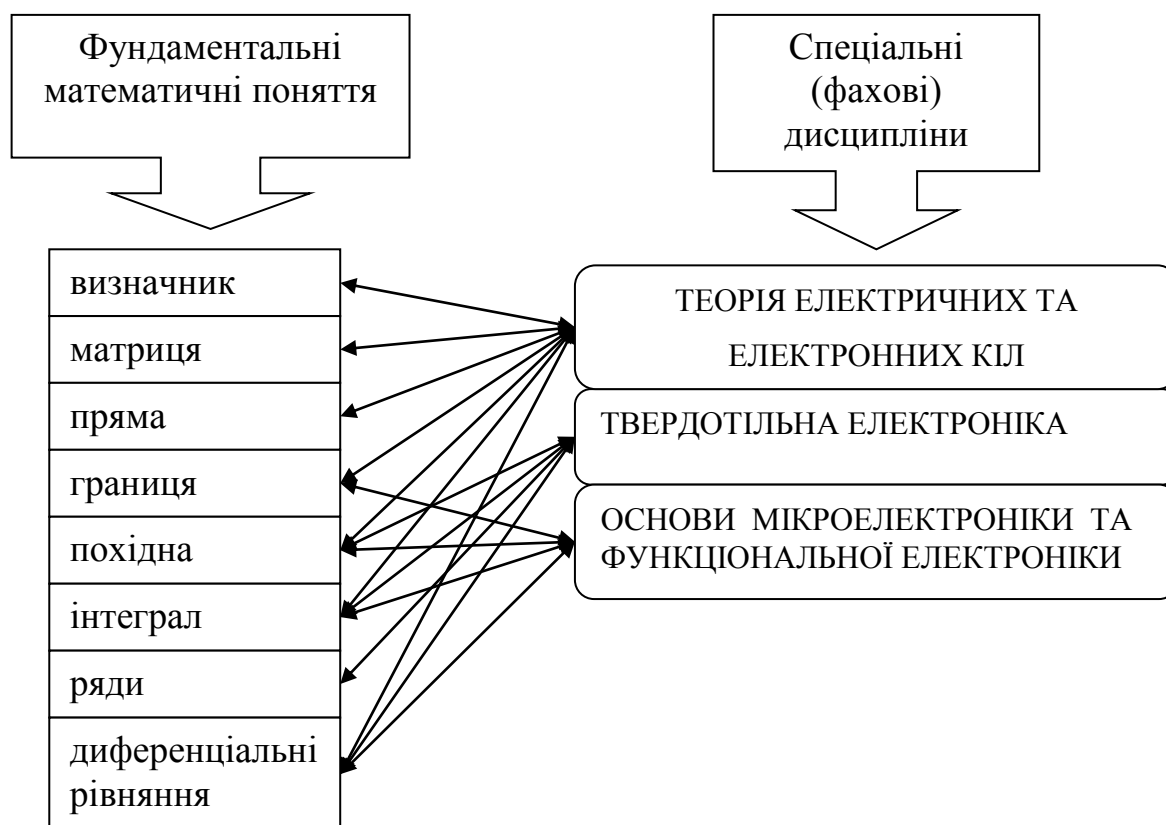 Фундаментальні
математичні поняття
Спеціальні
(фахові)
дисципліни
визначник
матриця
пряма
границя
похідна
інтеграл
ряди
диференціальні
рівняння
ТЕОРІЯ ЕЛЕКТРИЧНИХ ТА
ЕЛЕКТРОННИХ КІЛ
ТВЕРДОТІЛЬНА ЕЛЕКТРОНІКА
ОСНОВИ МІКРОЕЛЕКТРОНІКИ ТА
ФУНКЦІОНАЛЬНОЇ ЕЛЕКТРОНІКИ